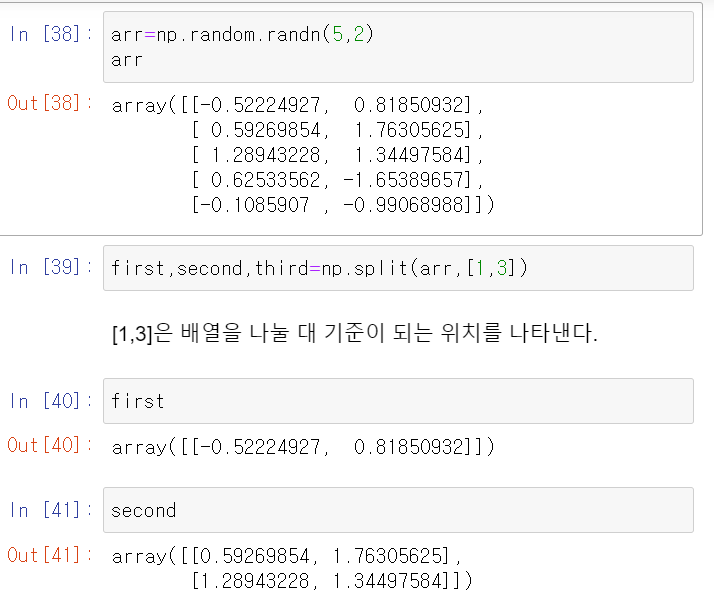 In [38]: arr=np.random.randn(5,2)
arr
Out[38]: array([[-0.52224927,  0.81850932],
[ 0.59269854,  1.76305625],
[ 1.28943228,  1.34497584],
[ 0.62533562, -1.65389657],
[-0.1085907 , -0.99068988]])
In [39]: first,second,third=np.split(arr,[1,3])
[1,3]은 배열을 나눌 대 기준이 되는 위치를 나타낸다.
In [40]: first
Out[40]: array([[-0.52224927,  0.81850932]])
In [41]: second
Out[41]: array([[0.59269854, 1.76305625],
[1.28943228, 1.34497584]])